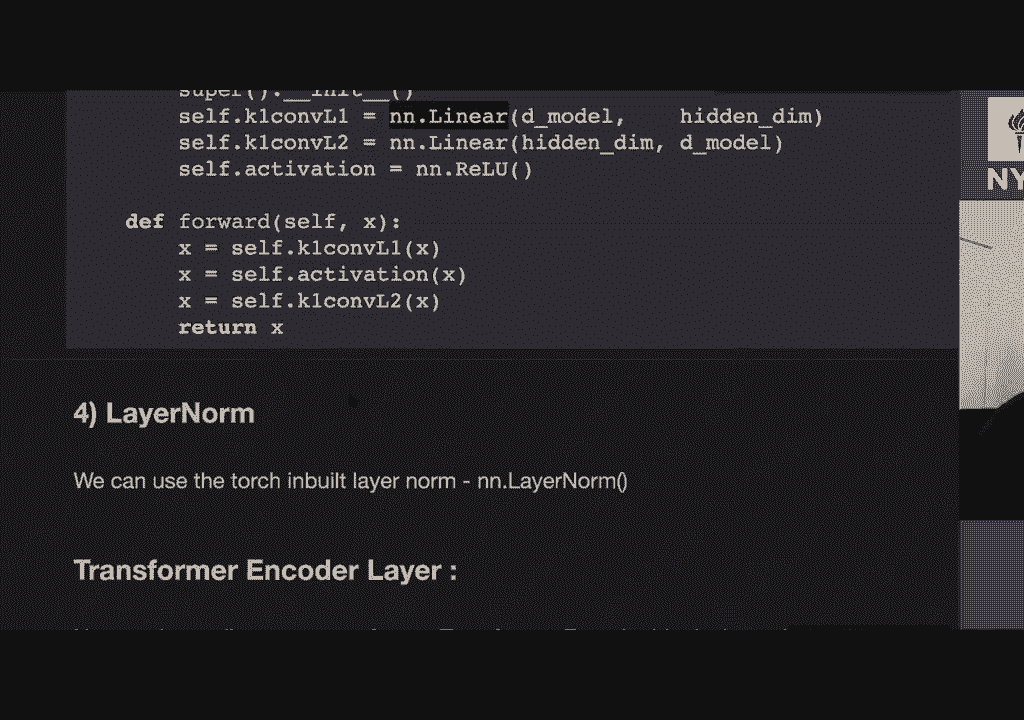 super().__init__()
self.k1convL1 = nn.Linear(d_model,    hidden_dim)
self.k1convL2 = nn.Linear(hidden_dim, d_model)
self.activation = nn.ReLU()
def forward(self, x):
x = self.k1convL1(x)
x = self.activation(x)
x = self.k1convL2(x)
return x
4) LayerNorm
We can use the torch inbuilt layer norm - nn.LayerNorm()
Transformer Encoder Layer :
NY